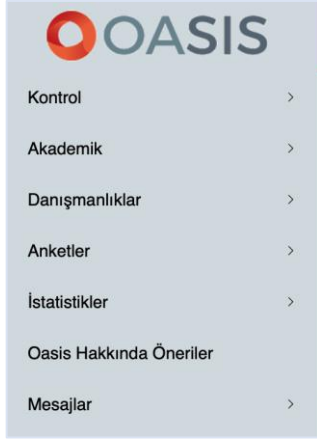 OASIS
Kontrol
Akademik
Danışmanlıklar
Anketler
İstatistikler
Oasis Hakkında Öneriler
Mesajlar